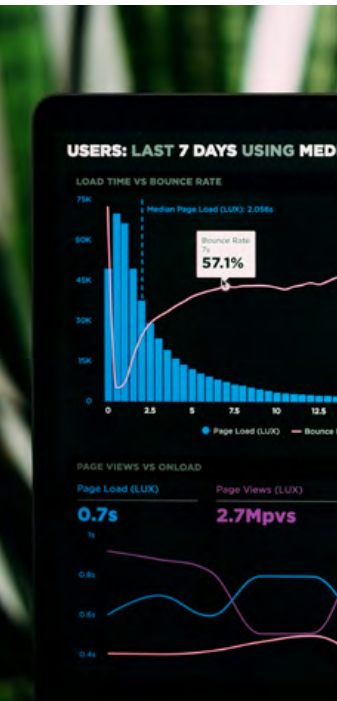 USERS: LAST 7 DAYS USING MED
LOAD TIME VS BOUNCE RATE
75K
Median Page Load (LUX): 2.056s
60K
Bounce Rate
7s
57.1%
45K
30K
15K
0
0 2.5 5 7.5 10 12.5
Page Load (LUX) Bounce
PAGE VIEWS VS ONLOAD
Page Load (LUX) Page Views (LUX)
0.7s 2.7Mpvs
1s
0.8s
0.6s
0.4s